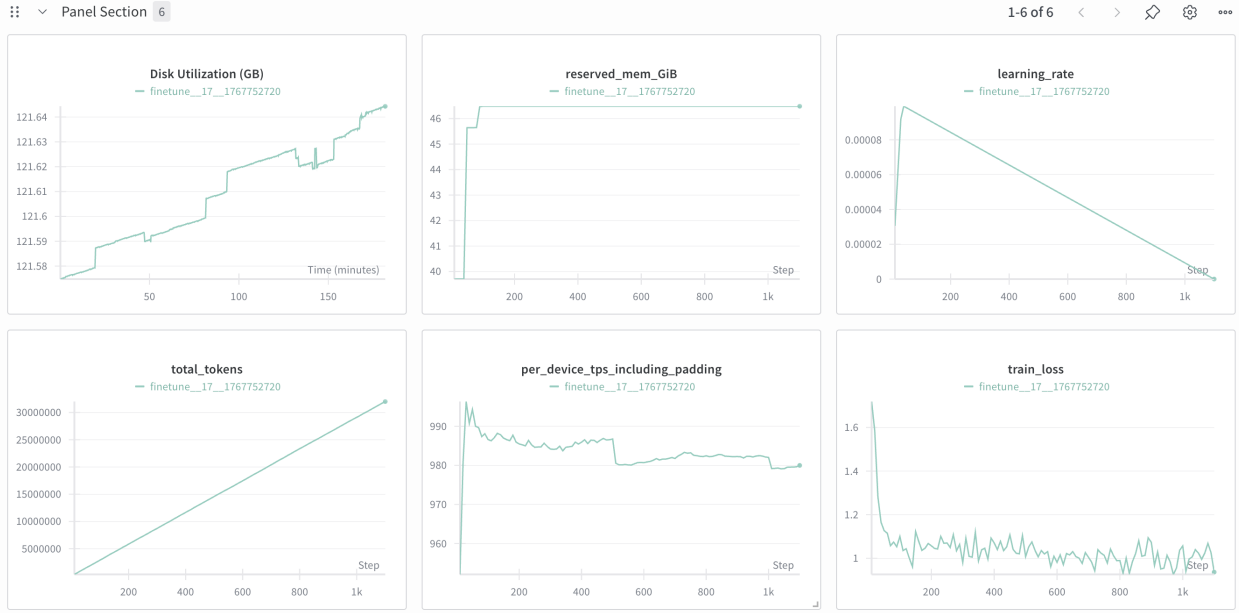 Panel Section 6
1-6 of 6
Disk Utilization (GB)
finetune__17__1767752720
121.64
121.63
121.62
121.61
121.6
121.59
121.58
Time (minutes)
50 100 150
reserved_mem_GiB
finetune__17__1767752720
46
45
44
43
42
41
40
Step
200 400 600 800 1k
learning_rate
finetune__17__1767752720
0.00008
0.00006
0.00004
0.00002
0
Step
200 400 600 800 1k
total_tokens
finetune__17__1767752720
30000000
25000000
20000000
15000000
10000000
5000000
Step
200 400 600 800 1k
per_device_tps_including_padding
finetune__17__1767752720
990
980
970
960
Step
200 400 600 800 1k
train_loss
finetune__17__1767752720
1.6
1.4
1.2
1
Step
200 400 600 800 1k